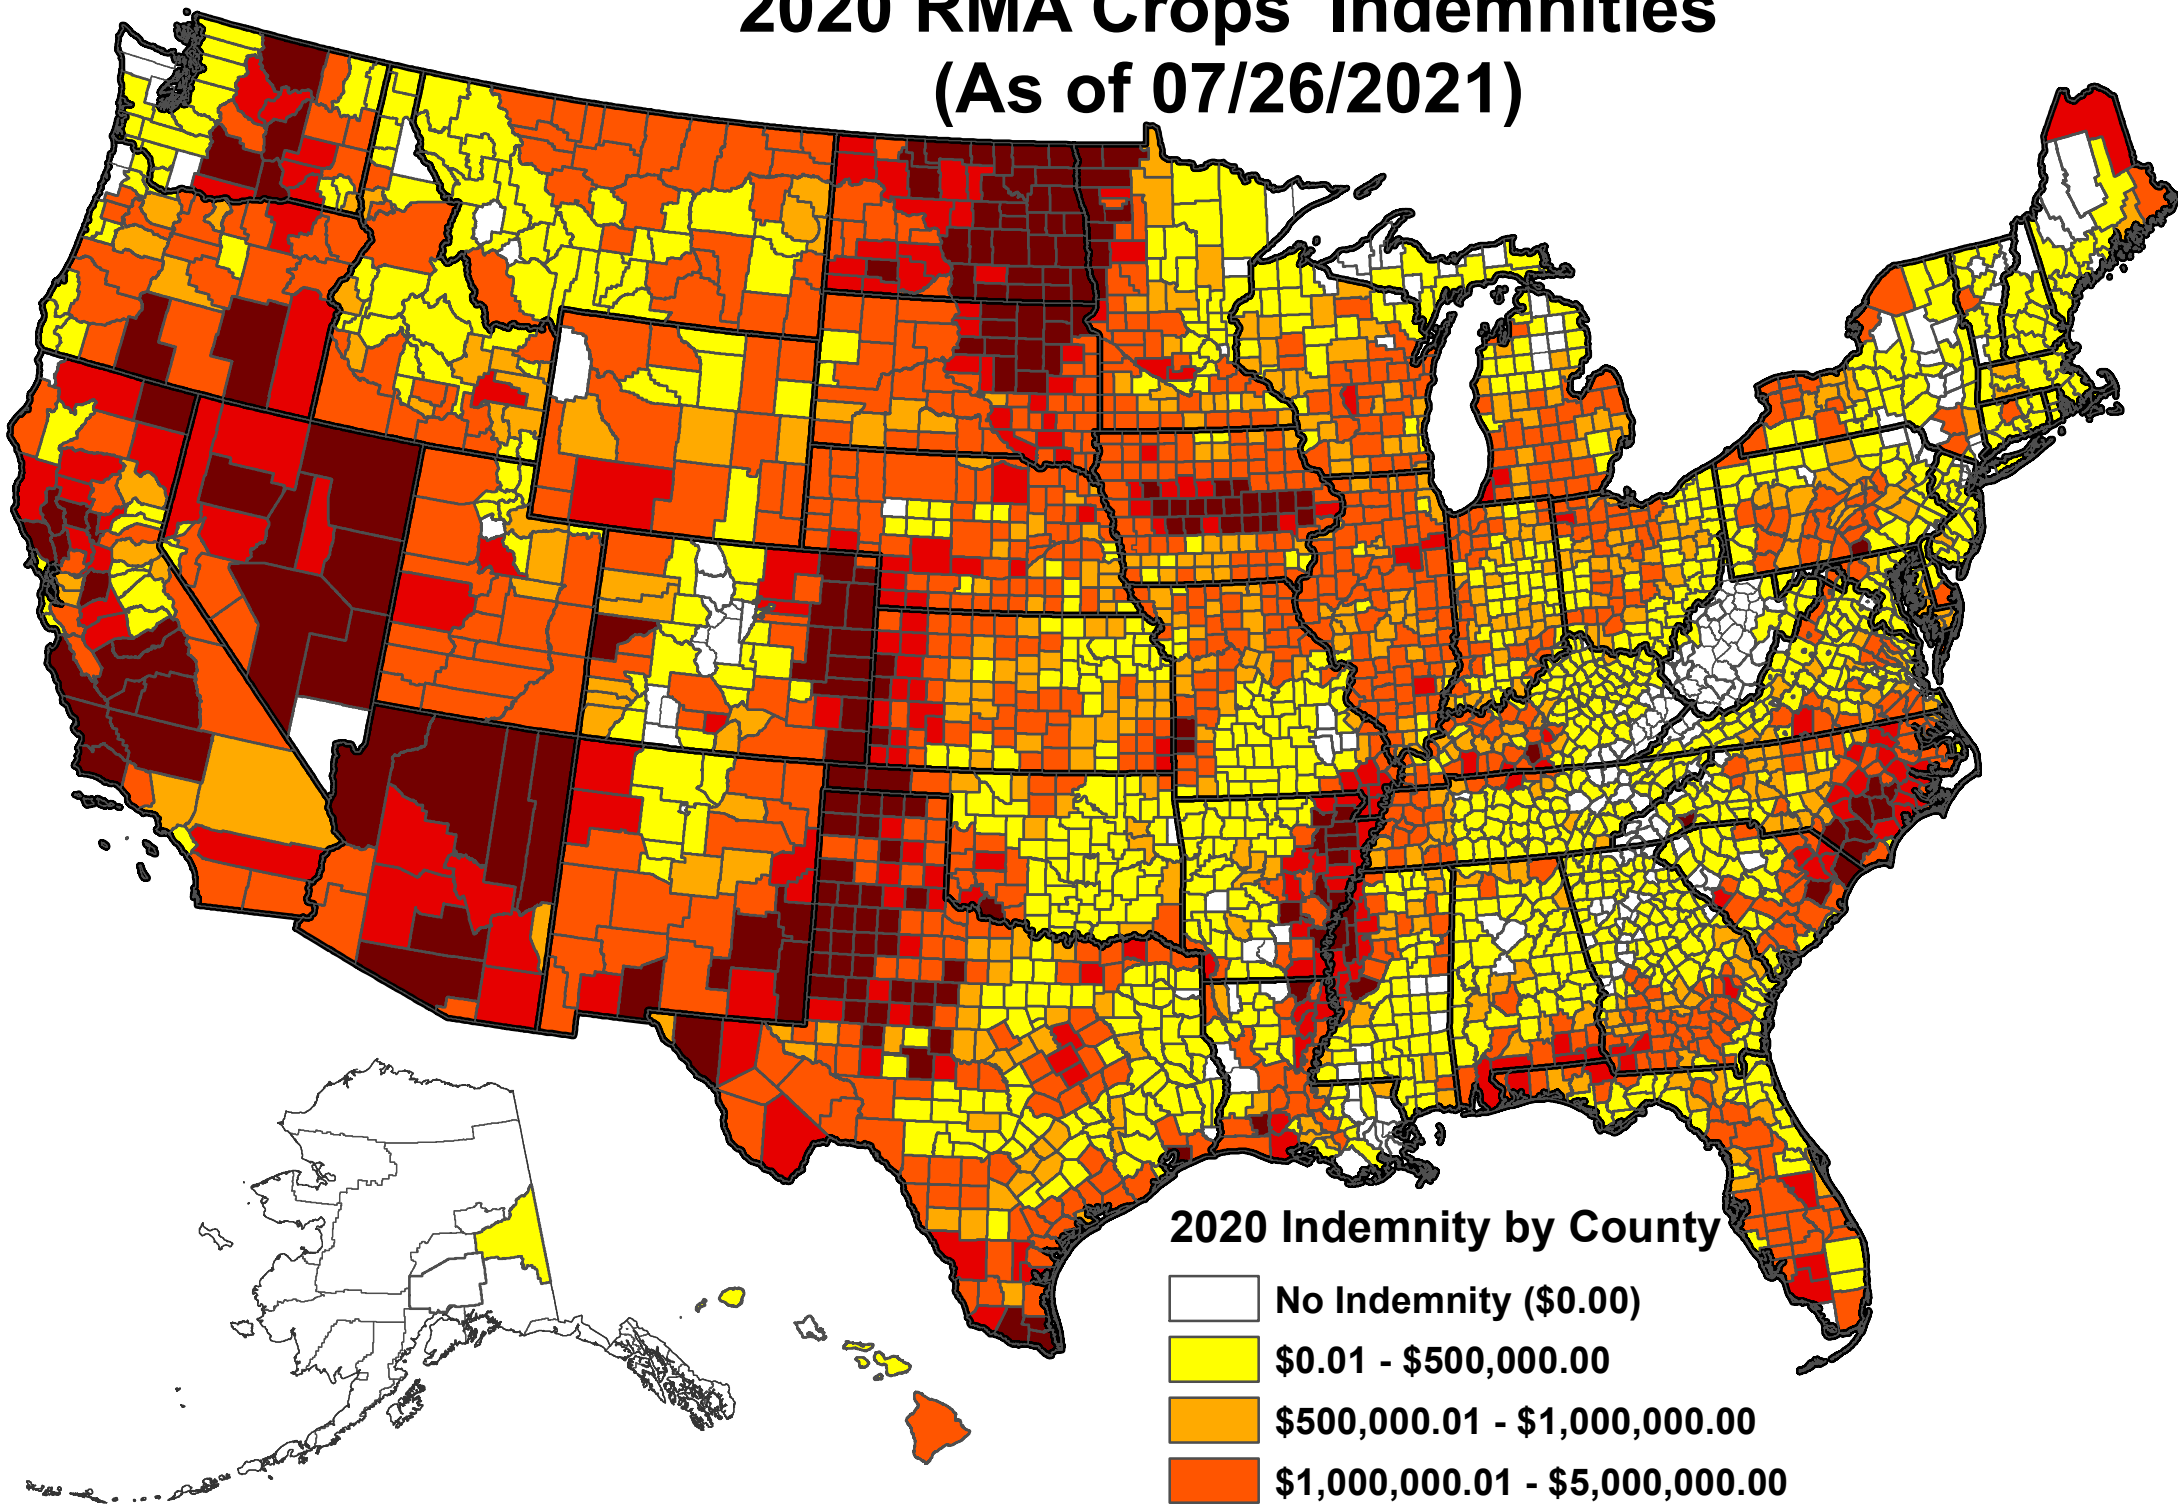 2020 RMA Crops' Indemnities
(As of 07/26/2021)
2020 Indemnity by County
No Indemnity ($0.00)
$0.01 - $500,000.00
$500,000.01 - $1,000,000.00
$1,000,000.01 - $5,000,000.00